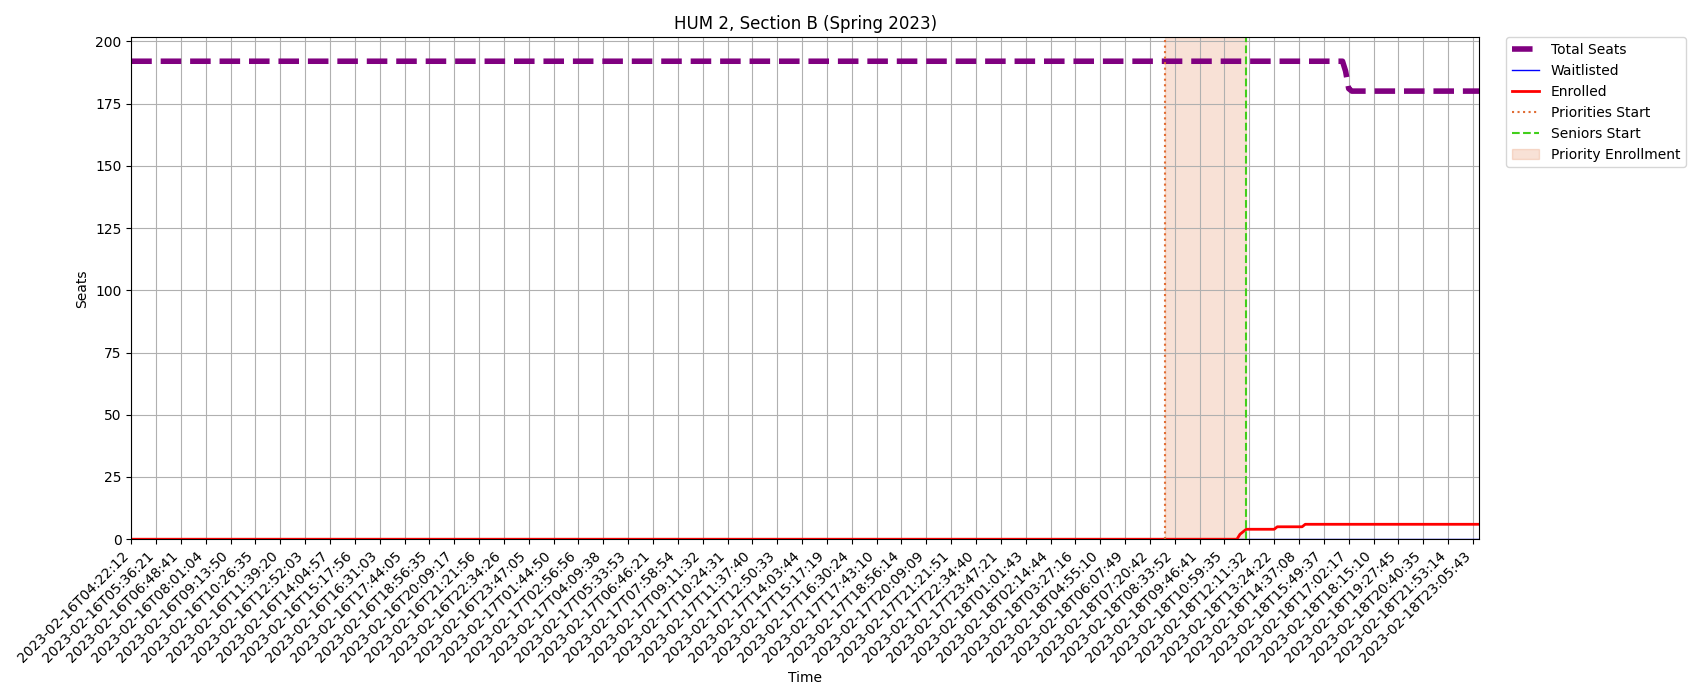 HUM 2, Section B (Spring 2023)
200
175
150
125
100
75
50
25
0
Seats
Total Seats
Waitlisted
Enrolled
Priorities Start
Seniors Start
Priority Enrollment
2023-02-16T04:22:12
2023-02-16T05:36:21
2023-02-16T06:48:41
2023-02-16T08:01:04
2023-02-16T09:13:50
2023-02-16T10:26:35
2023-02-16T11:39:20
2023-02-16T12:52:03
2023-02-16T14:04:57
2023-02-16T15:17:56
2023-02-16T16:31:03
2023-02-16T17:44:05
2023-02-16T18:56:35
2023-02-16T20:09:17
2023-02-16T21:21:56
2023-02-16T22:34:26
2023-02-16T23:47:05
2023-02-17T01:44:50
2023-02-17T02:56:56
2023-02-17T04:09:38
2023-02-17T05:33:53
2023-02-17T06:46:21
2023-02-17T07:58:54
2023-02-17T09:11:32
2023-02-17T10:24:31
2023-02-17T11:37:40
2023-02-17T12:50:33
2023-02-17T14:03:44
2023-02-17T15:17:19
2023-02-17T16:30:24
2023-02-17T17:43:10
2023-02-17T18:56:14
2023-02-17T20:09:09
2023-02-17T21:21:51
2023-02-17T22:34:40
2023-02-17T23:47:21
2023-02-18T01:01:43
2023-02-18T02:14:44
2023-02-18T03:27:16
2023-02-18T04:55:10
2023-02-18T06:07:49
2023-02-18T07:20:42
2023-02-18T08:33:52
2023-02-18T09:46:41
2023-02-18T10:59:35
2023-02-18T12:11:32
2023-02-18T13:24:22
2023-02-18T14:37:08
2023-02-18T15:49:37
2023-02-18T17:02:17
2023-02-18T18:15:10
2023-02-18T19:27:45
2023-02-18T20:40:35
2023-02-18T21:53:14
2023-02-18T23:05:43
Time